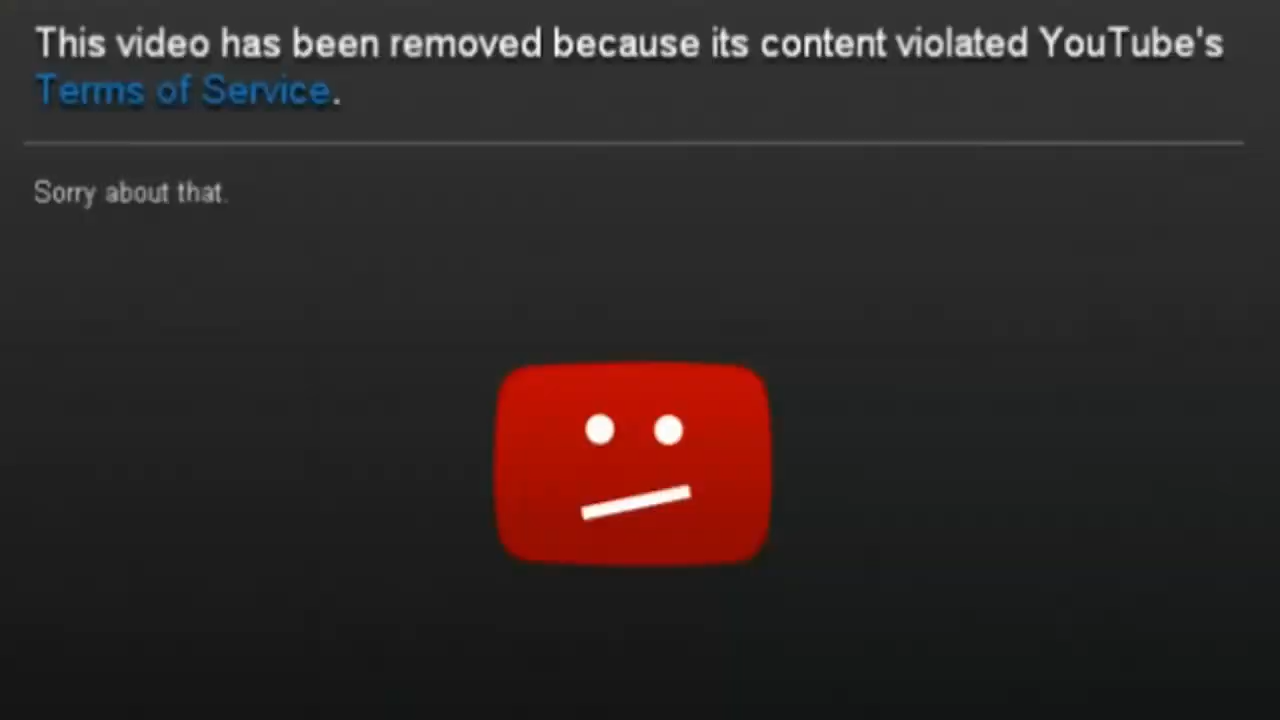 This video has been removed because its content violated YouTube's
Terms of Service.
Sorry about that.